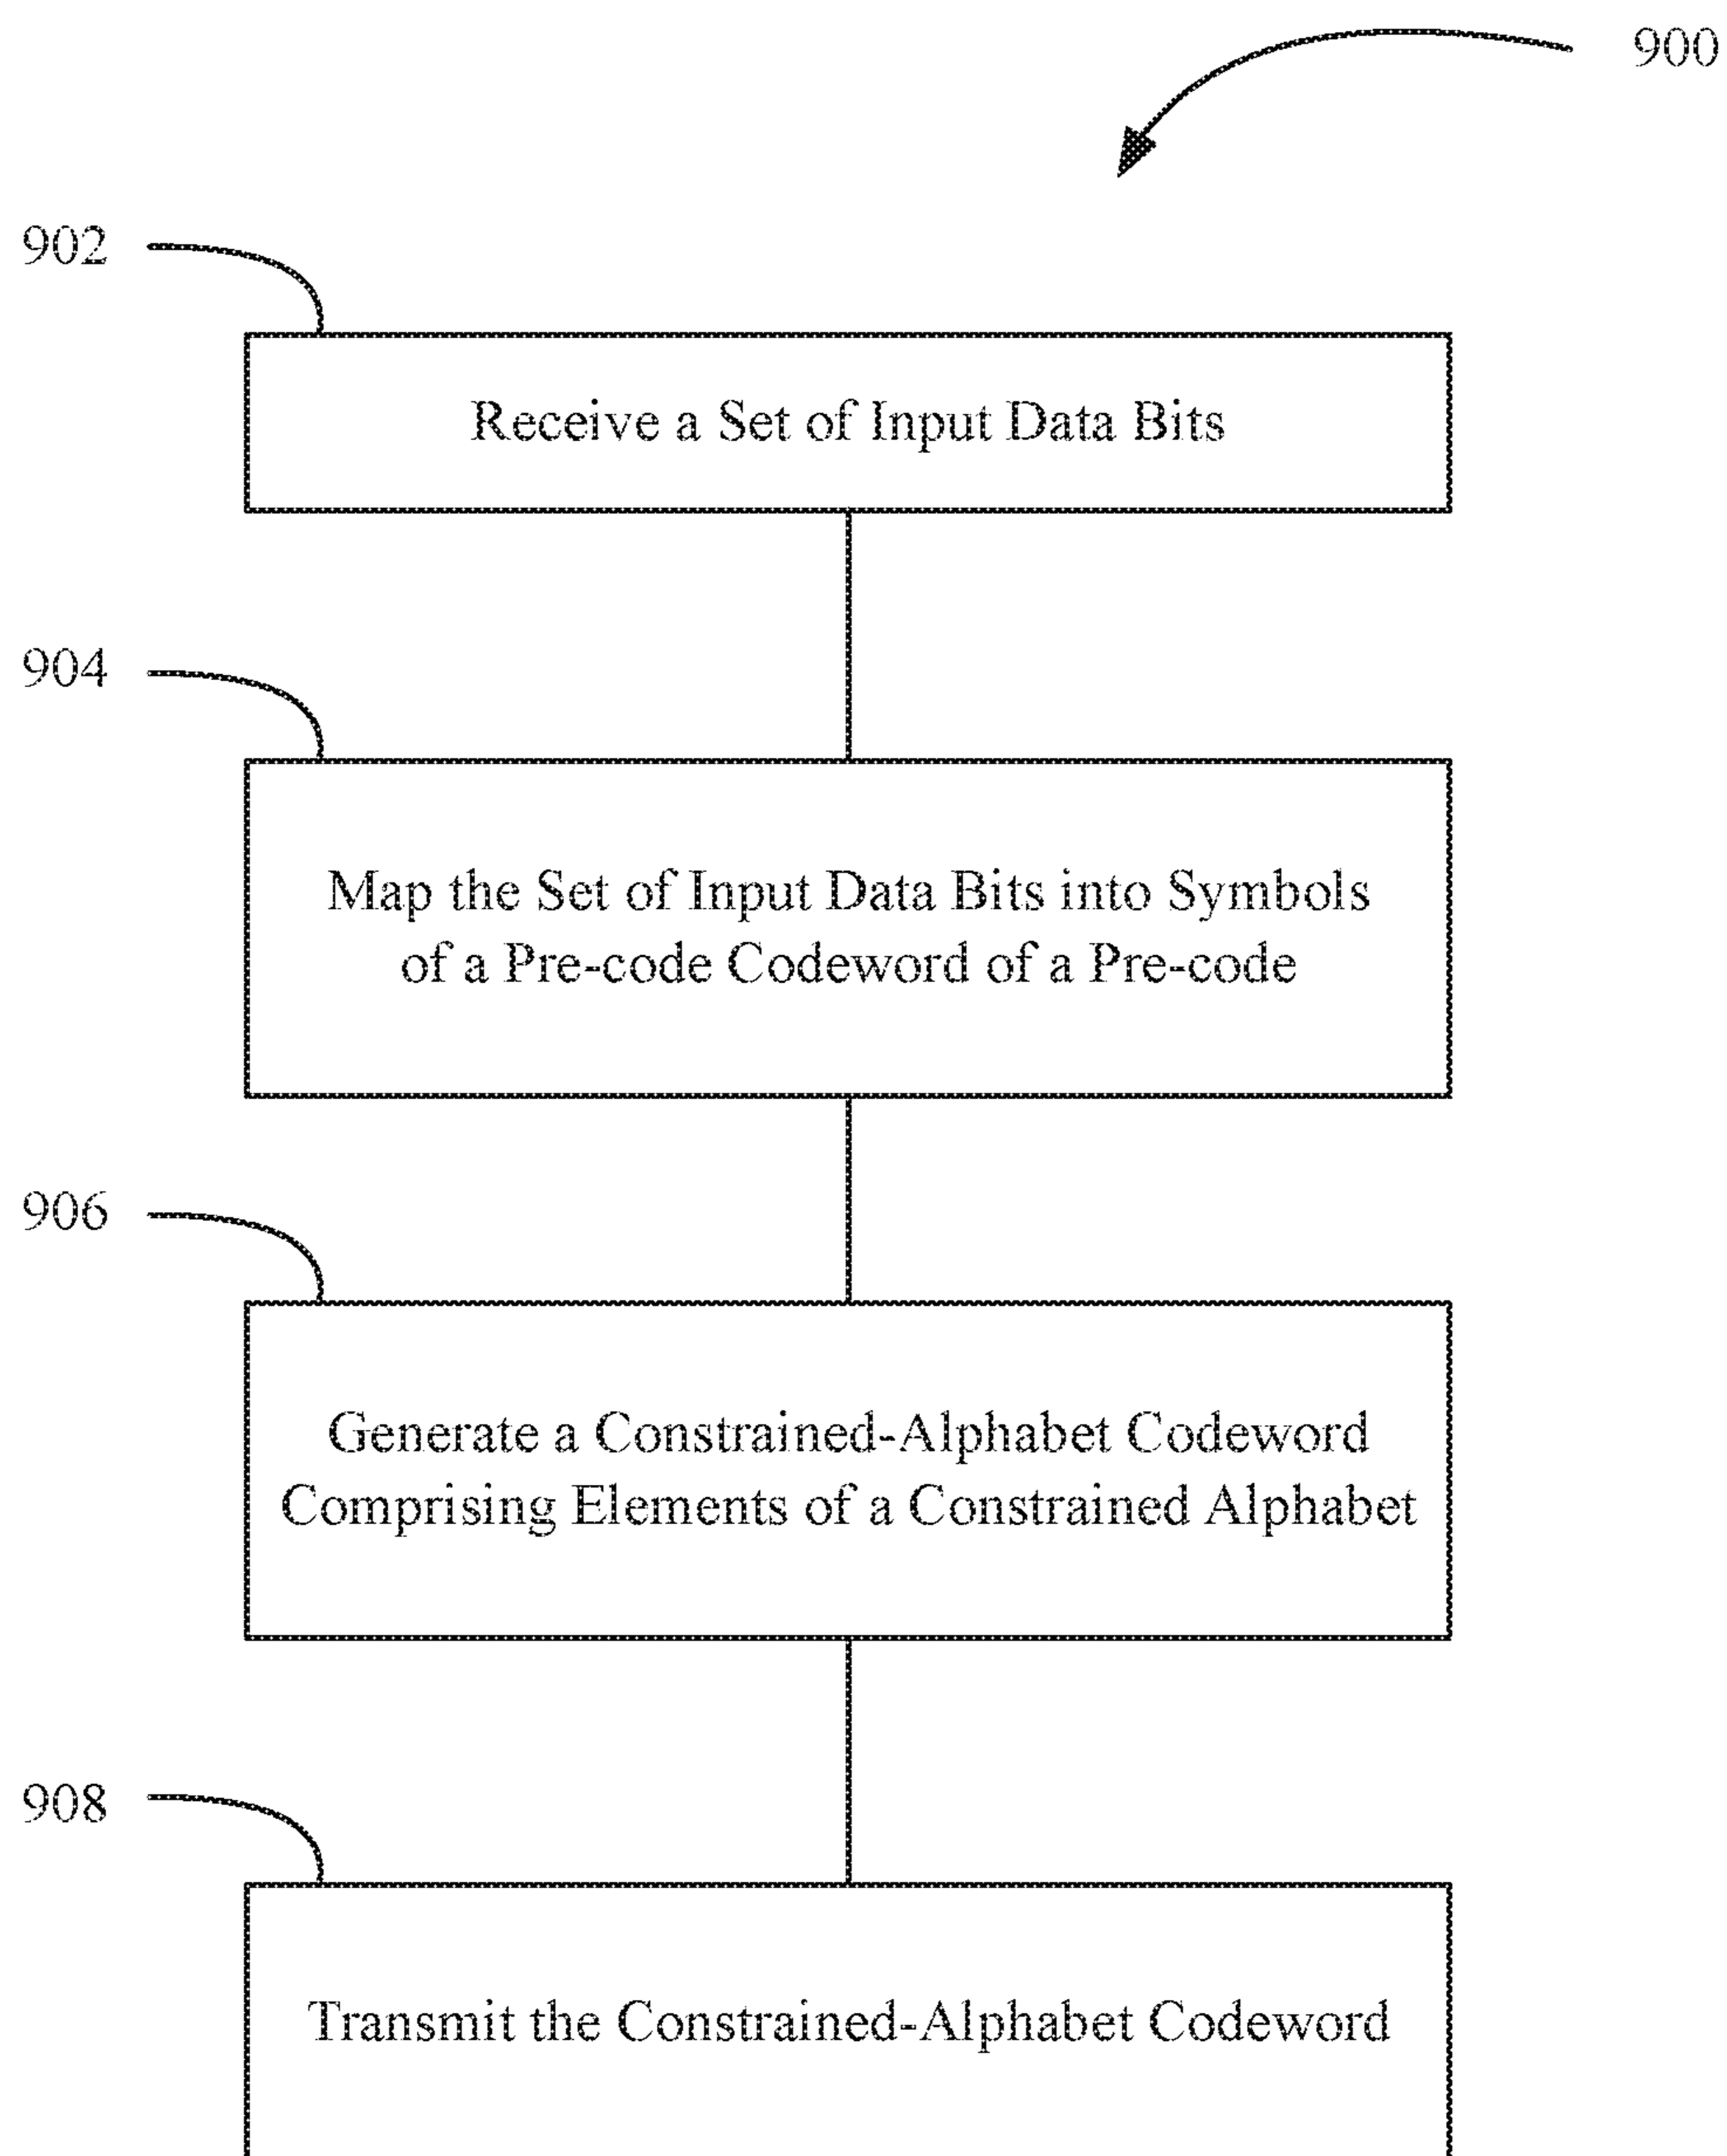 900
902
Receive a Set of Input Data Bits
904
Map the Set of Input Data Bits into Symbols
of a Pre-code Codeword of a Pre-code
906
Generate a Constrained-Alphabet Codeword
Comprising Elements of a Constrained Alphabet
908
Transmit the Constrained-Alphabet Codeword